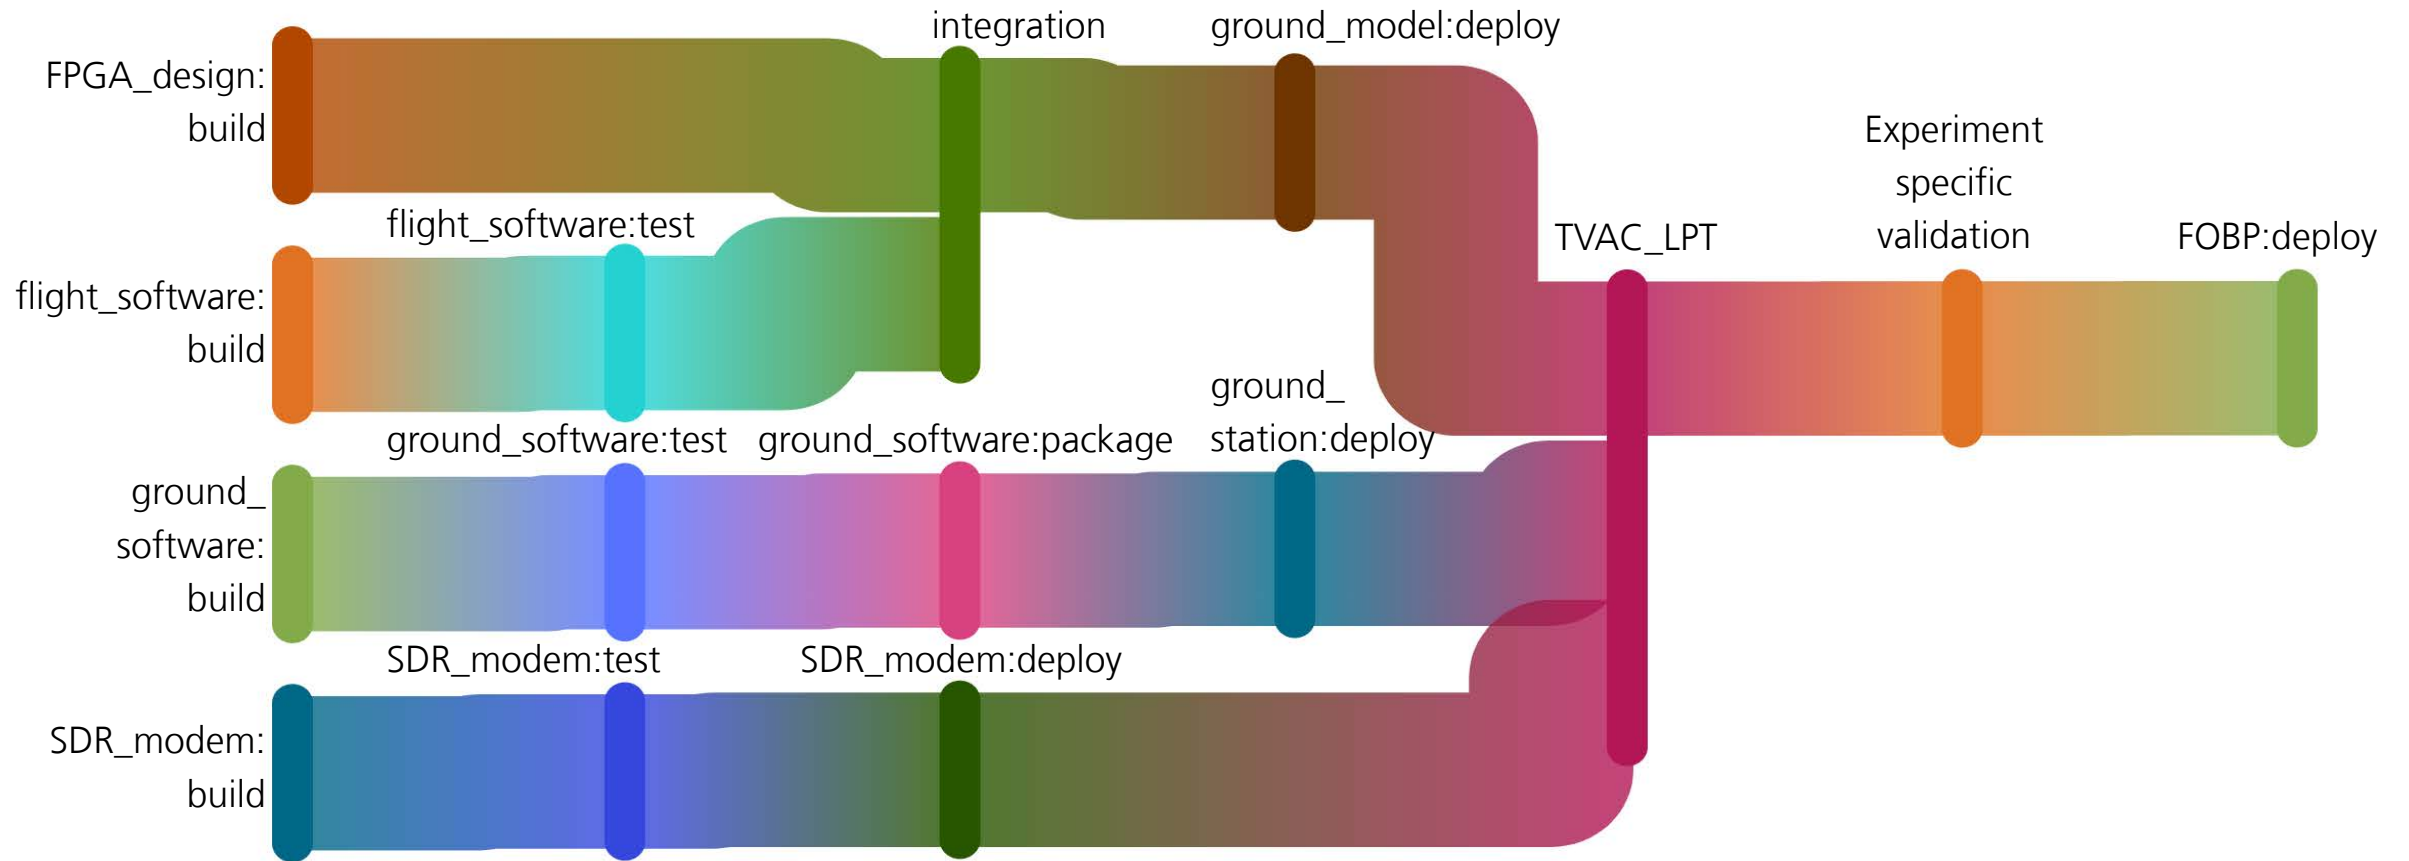 integration
ground_model:deploy
FPGA_design:
build
Experiment
specific
validation
flight_software:test
TVAC_LPT
FOBP:deploy
flight_software:
build
ground_
station:deploy
ground_software:test
ground_software:package
ground_
software:
build
SDR_modem:test
SDR_modem:deploy
SDR_modem:
build